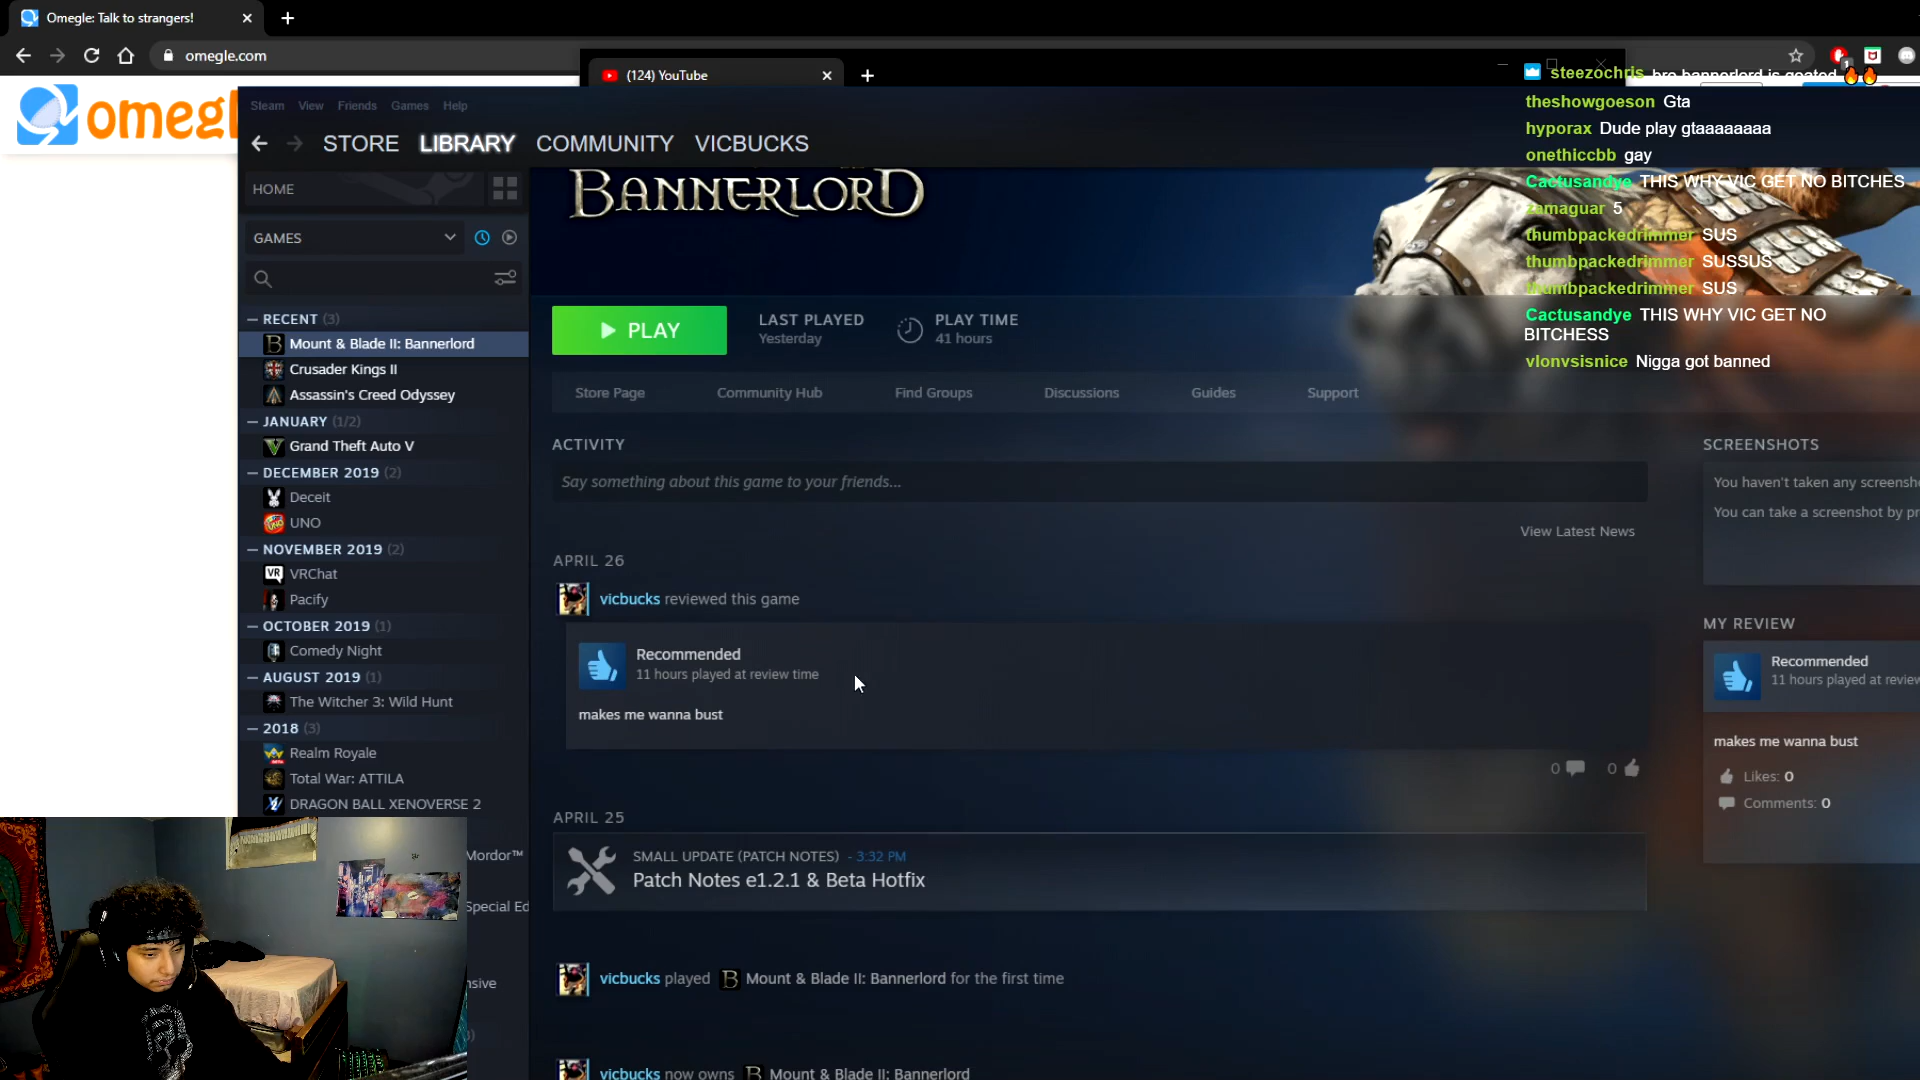 Omegle: Talk to strangers!
omegle.com
(124) YouTube
omegl
Steam View Friends Games Help
STORE LIBRARY COMMUNITY VICBUCKS
steezochris bro bannerlord is goated
theshowgoeson Gta
hyporax Dude play gtaaaaaaaa
onethiccbb gay
Cactusandye THIS WHY VIC GET NO BITCHES
zamaguar 5
thumbpackedrimmer SUS
thumbpackedrimmer SUSSUS
thumbpackedrimmer SUS
Cactusandye THIS WHY VIC GET NO
BITCHESS
vlonvsisnice Nigga got banned
HOME
GAMES
RECENT (3)
Mount & Blade II: Bannerlord
Crusader Kings II
Assassin's Creed Odyssey
JANUARY (1/2)
Grand Theft Auto V
DECEMBER 2019 (2)
Deceit
UNO
NOVEMBER 2019 (2)
VR VRChat
Pacify
OCTOBER 2019 (1)
Comedy Night
AUGUST 2019 (1)
The Witcher 3: Wild Hunt
2018 (3)
Realm Royale
Total War: ATTILA
DRAGON BALL XENOVERSE 2
Mordor™
Special Ed
nsive
BANNERLORD
PLAY
LAST PLAYED
Yesterday
PLAY TIME
41 hours
Store Page Community Hub Find Groups Discussions Guides Support
ACTIVITY
Say something about this game to your friends...
View Latest News
APRIL 26
vicbucks reviewed this game
Recommended
11 hours played at review time
makes me wanna bust
0 0
APRIL 25
SMALL UPDATE (PATCH NOTES) - 3:32 PM
Patch Notes e1.2.1 & Beta Hotfix
vicbucks played Mount & Blade II: Bannerlord for the first time
vicbucks now owns Mount & Blade II: Bannerlord
SCREENSHOTS
You haven't taken any screensh
You can take a screenshot by pr
MY REVIEW
Recommended
11 hours played at review
makes me wanna bust
Likes: 0
Comments: 0